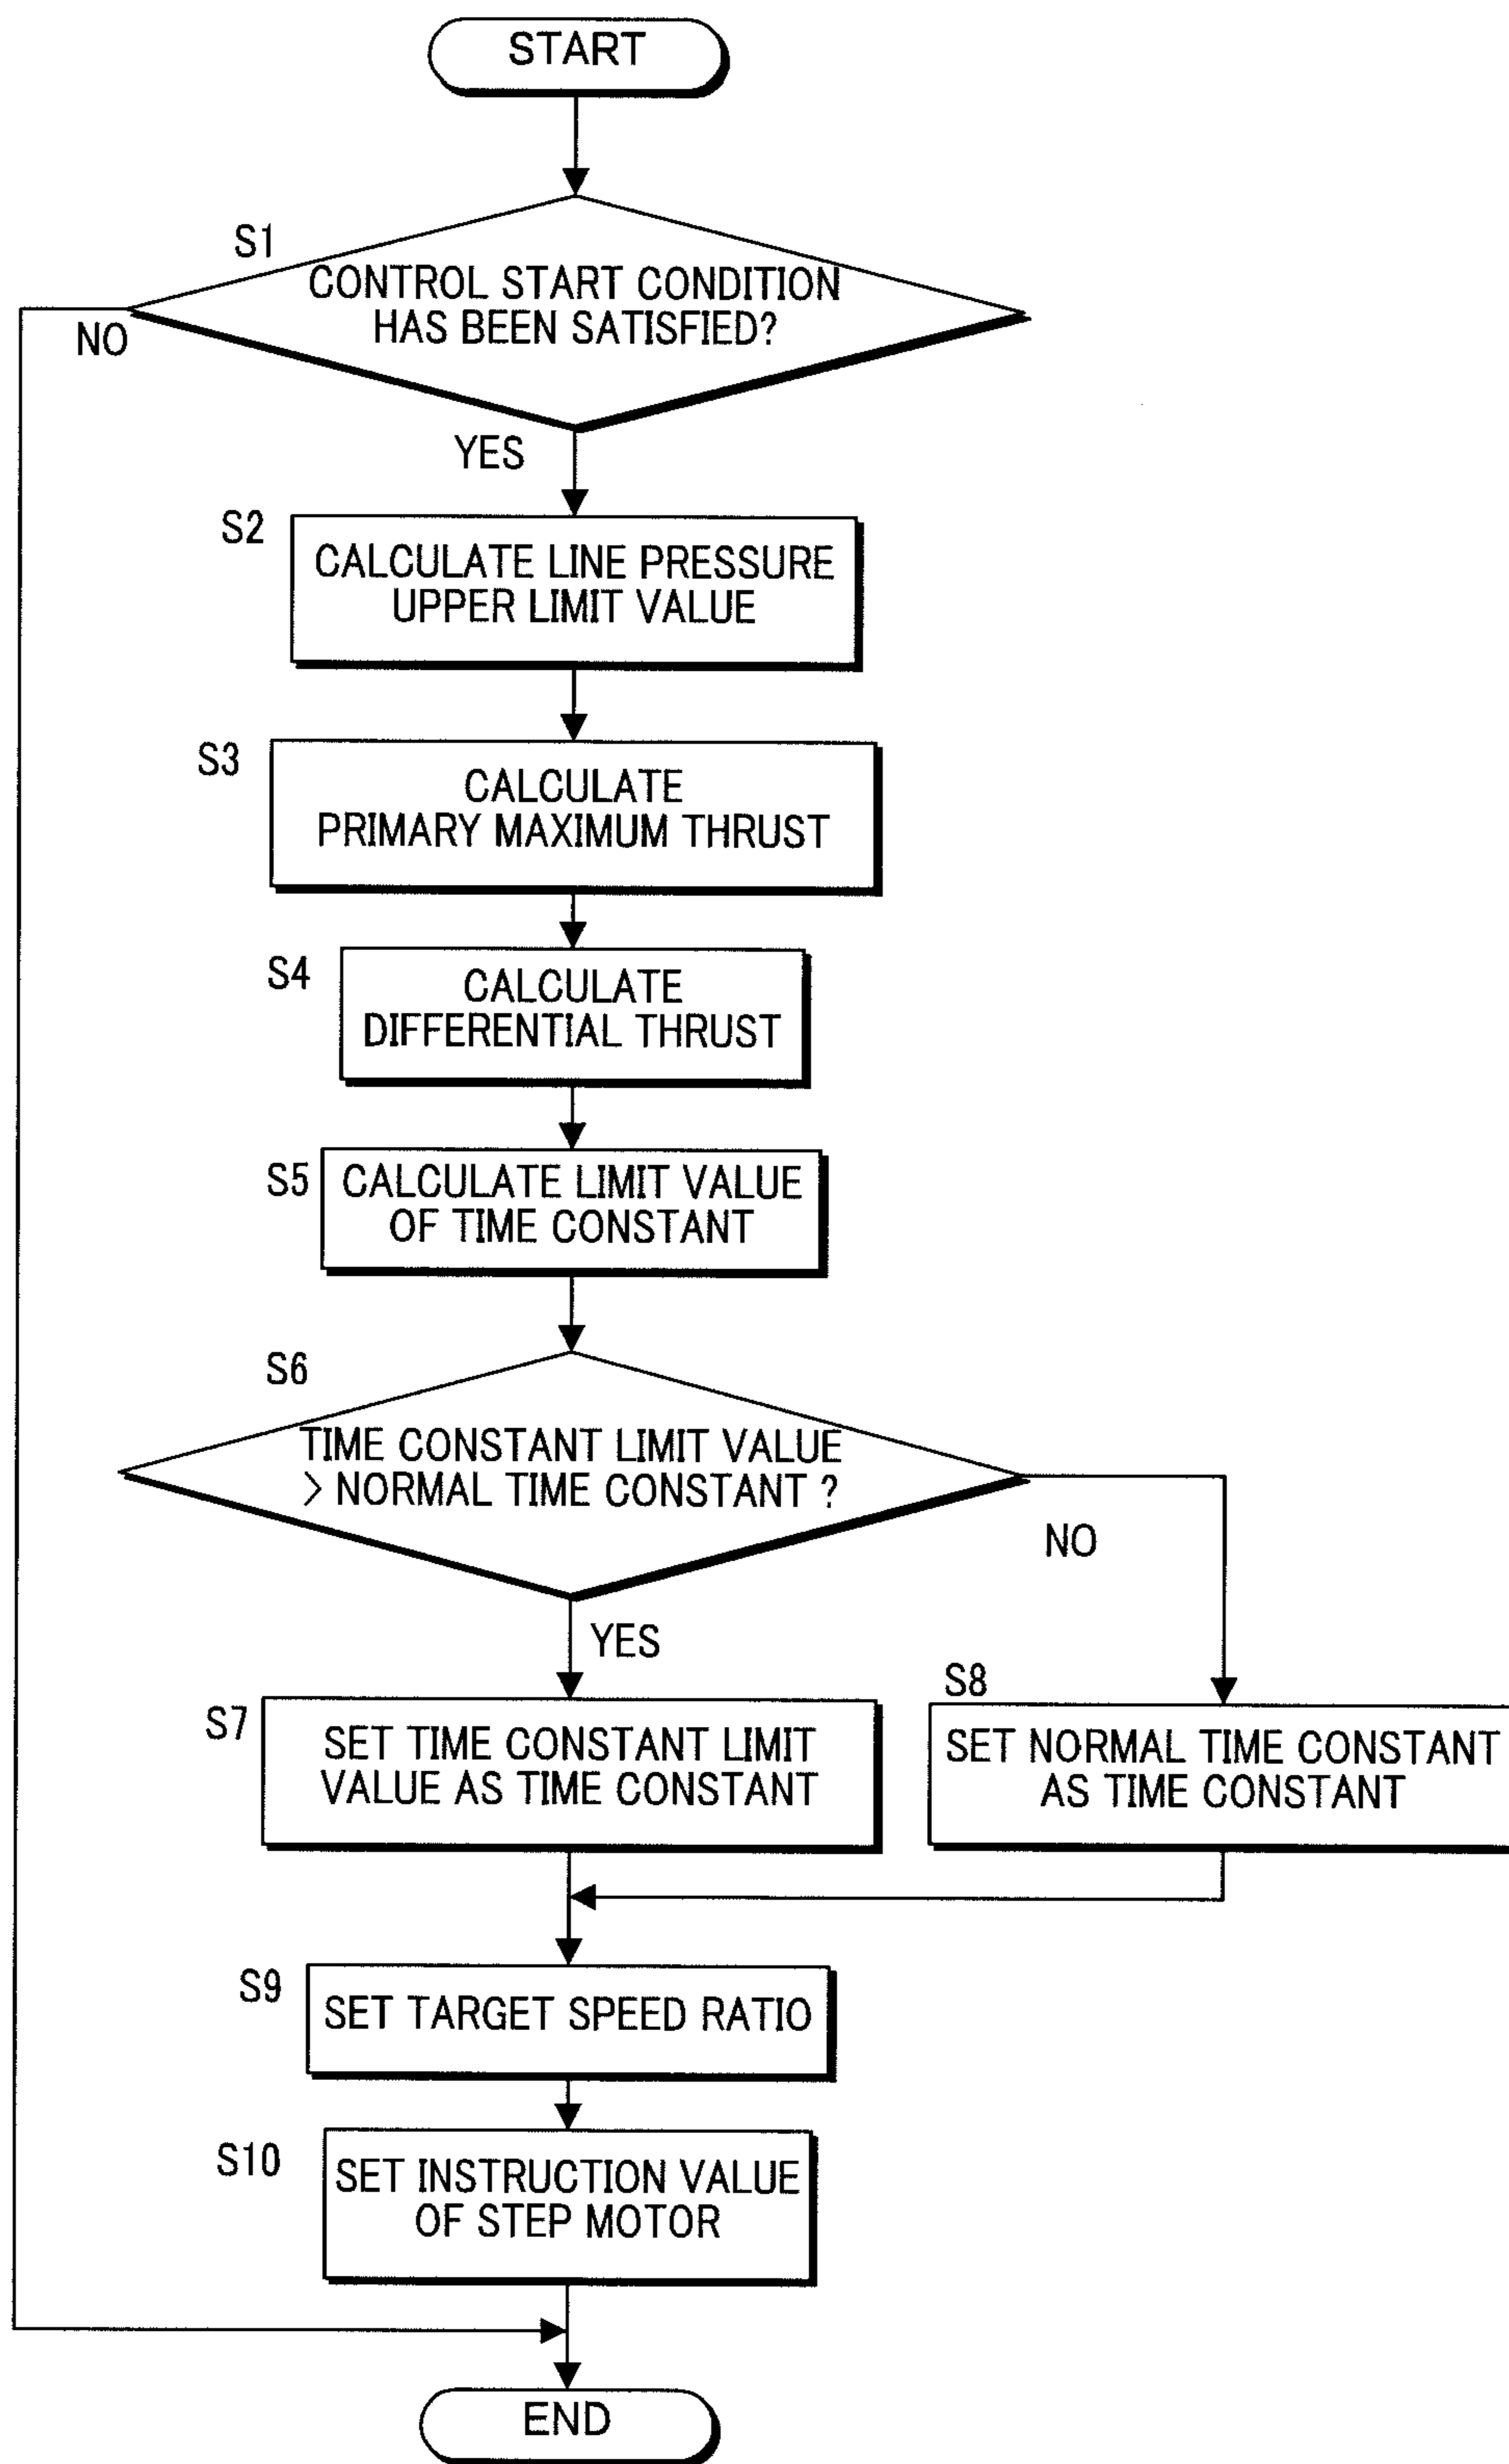 START
S1
CONTROL START CONDITION
HAS BEEN SATISFIED?
NO
YES
S2
CALCULATE LINE PRESSURE
UPPER LIMIT VALUE
S3
CALCULATE
PRIMARY MAXIMUM THRUST
S4
CALCULATE
DIFFERENTIAL THRUST
S5
CALCULATE LIMIT VALUE
OF TIME CONSTANT
S6
TIME CONSTANT LIMIT VALUE
> NORMAL TIME CONSTANT ?
NO
YES
S7
SET TIME CONSTANT LIMIT
VALUE AS TIME CONSTANT
S8
SET NORMAL TIME CONSTANT
AS TIME CONSTANT
S9
SET TARGET SPEED RATIO
S10
SET INSTRUCTION VALUE
OF STEP MOTOR
END